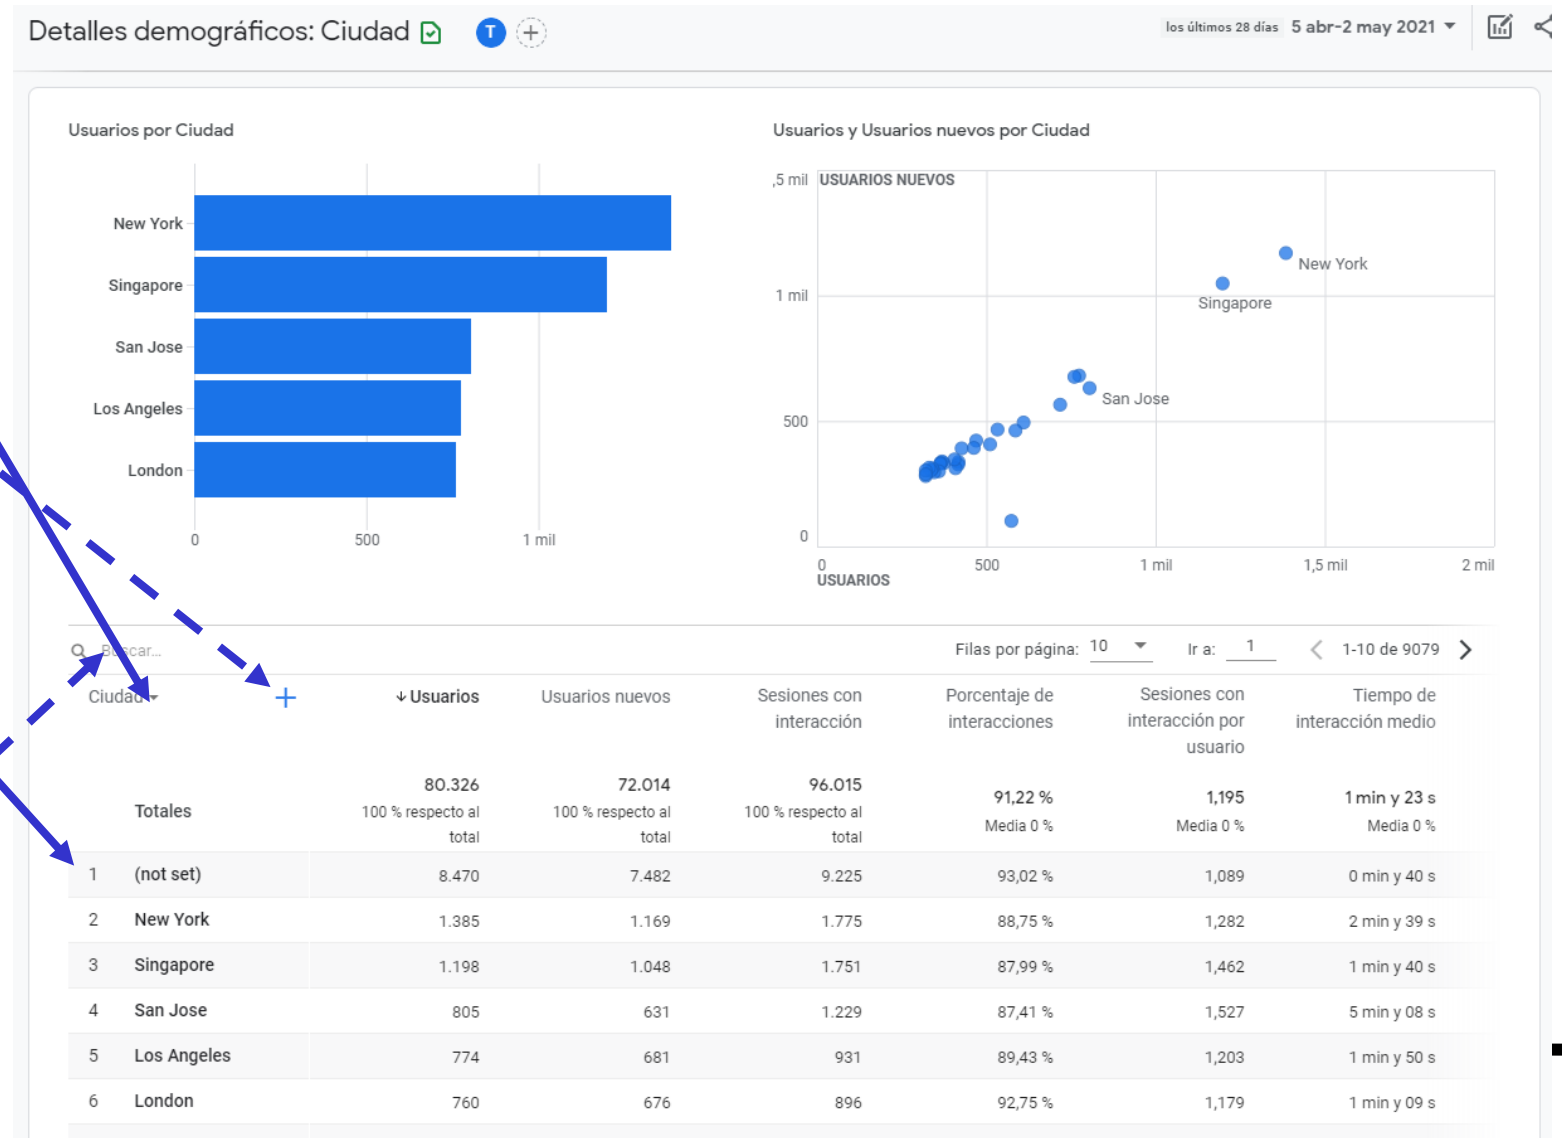 Detalles demográficos: Ciudad
T
los últimos 28 días 5 abr-2 may 2021
Usuarios por Ciudad
New York
Singapore
San Jose
Los Angeles
London
0 500 1 mil
Usuarios y Usuarios nuevos por Ciudad
,5 mil USUARIOS NUEVOS
New York
1 mil
Singapore
San Jose
500
0
0 500 1 mil 1,5 mil 2 mil
USUARIOS
Buscar...
Filas por página: 10 Ir a: 1 1-10 de 9079
Ciudad + Usuarios Usuarios nuevos Sesiones con Porcentaje de Sesiones con Tiempo de
interacción interacciones interacción por interacción medio
usuario
80.326 72.014 96.015 91,22 % 1,195 1 min y 23 s
Totales 100 % respecto al 100 % respecto al 100 % respecto al Media 0 % Media 0 % Media 0 %
total total total
1 (not set) 8.470 7.482 9.225 93,02 % 1,089 0 min y 40 s
2 New York 1.385 1.169 1.775 88,75 % 1,282 2 min y 39 s
3 Singapore 1.198 1.048 1.751 87,99 % 1,462 1 min y 40 s
4 San Jose 805 631 1.229 87,41 % 1,527 5 min y 08 s
5 Los Angeles 774 681 931 89,43 % 1,203 1 min y 50 s
6 London 760 676 896 92,75 % 1,179 1 min y 09 s